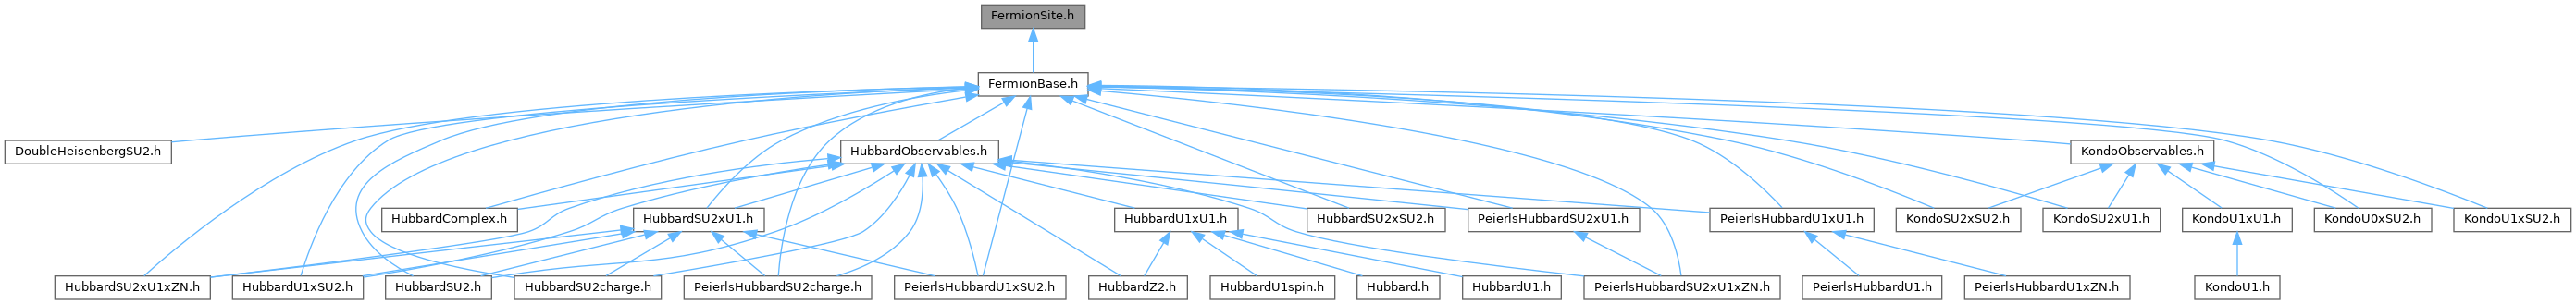 FermionSite.h
FermionBase.h
DoubleHeisenbergSU2.h
HubbardObservables.h
KondoObservables.h
HubbardComplex.h
HubbardSU2xU1.h
HubbardU1xU1.h
HubbardSU2xSU2.h
PeierlsHubbardSU2xU1.h
PeierlsHubbardU1xU1.h
KondoSU2xSU2.h
KondoSU2xU1.h
KondoU1xU1.h
KondoU0xSU2.h
KondoU1xSU2.h
HubbardSU2xU1xZN.h
HubbardU1xSU2.h
HubbardSU2.h
HubbardSU2charge.h
PeierlsHubbardSU2charge.h
PeierlsHubbardU1xSU2.h
HubbardZ2.h
HubbardU1spin.h
Hubbard.h
HubbardU1.h
PeierlsHubbardSU2xU1xZN.h
PeierlsHubbardU1.h
PeierlsHubbardU1xZN.h
KondoU1.h